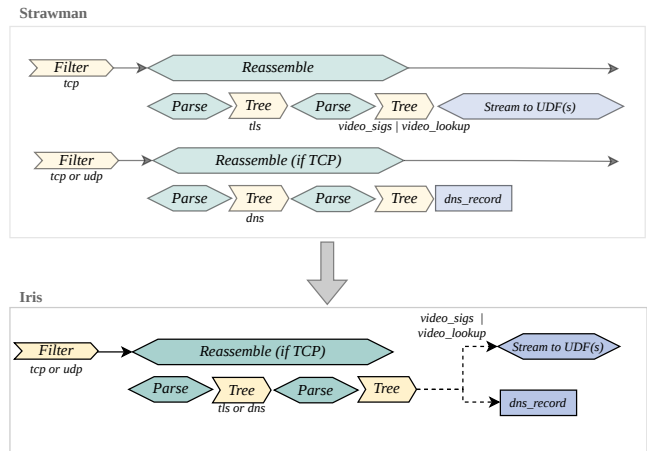 Strawman
Filter
tcp
Reassemble
Parse
Tree
tls
Parse
Tree
video_sigs | video_lookup
Stream to UDF(s)
Filter
tcp or udp
Reassemble (if TCP)
Parse
Tree
dns
Parse
Tree
dns_record
Iris
Filter
tcp or udp
Reassemble (if TCP)
Parse
Tree
tls or dns
Parse
Tree
video_sigs |
video_lookup
Stream to UDF(s)
dns_record